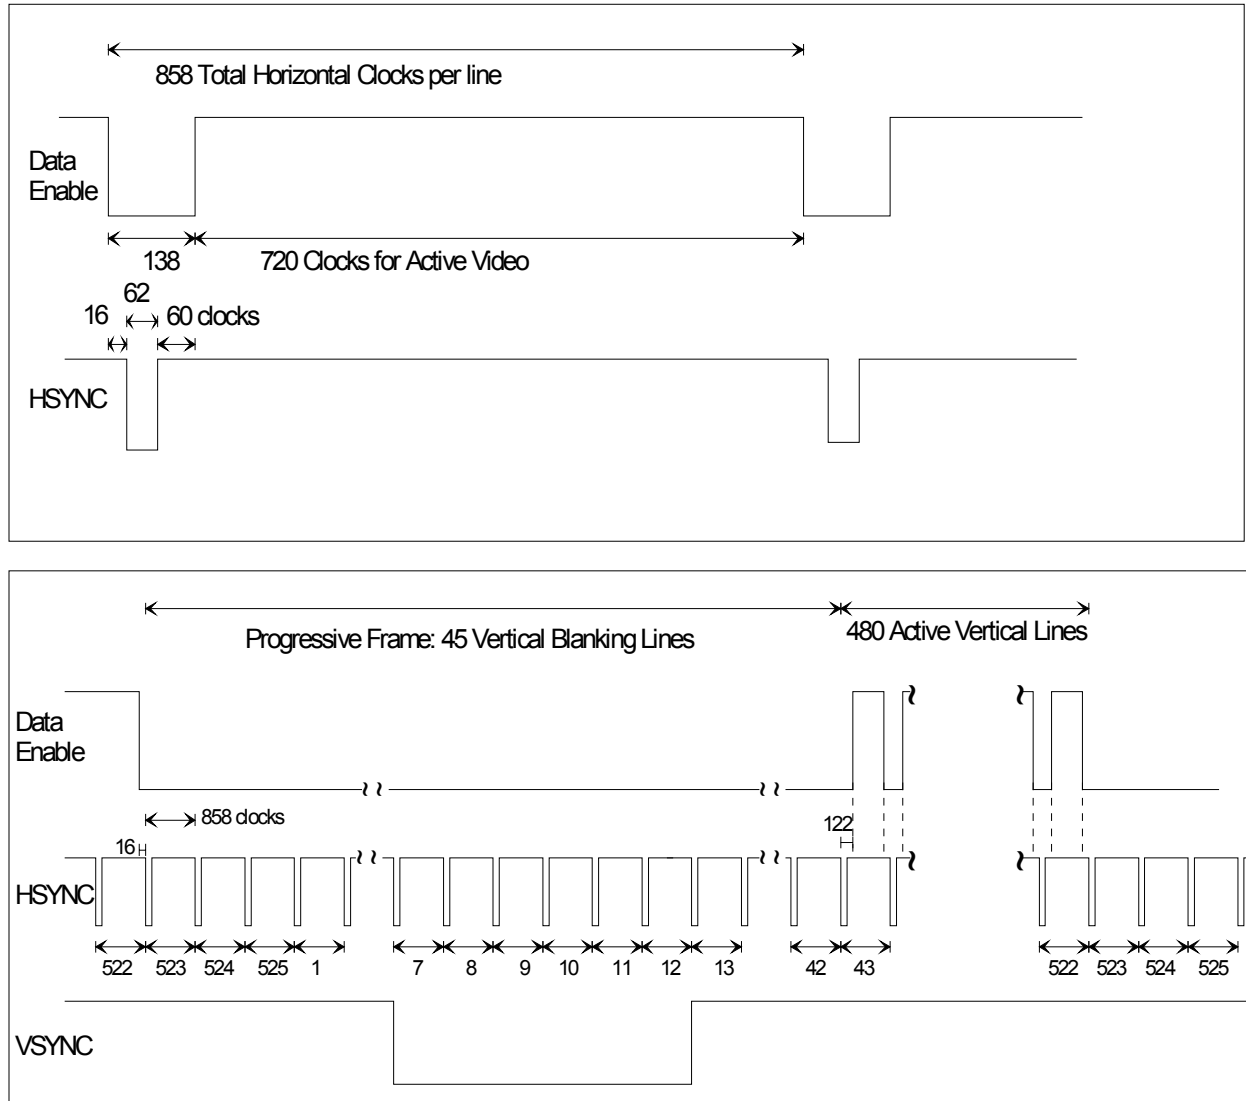 858 Total Horizontal Clocks per line
Data
Enable
138
720 Clocks for Active Video
62
16
60 clocks
HSYNC
Progressive Frame: 45 Vertical Blanking Lines
480 Active Vertical Lines
Data
Enable
858 clocks
122
16
HSYNC
522 523 524 525 1 7 8 9 10 11 12 13 42 43 522 523 524 525
VSYNC